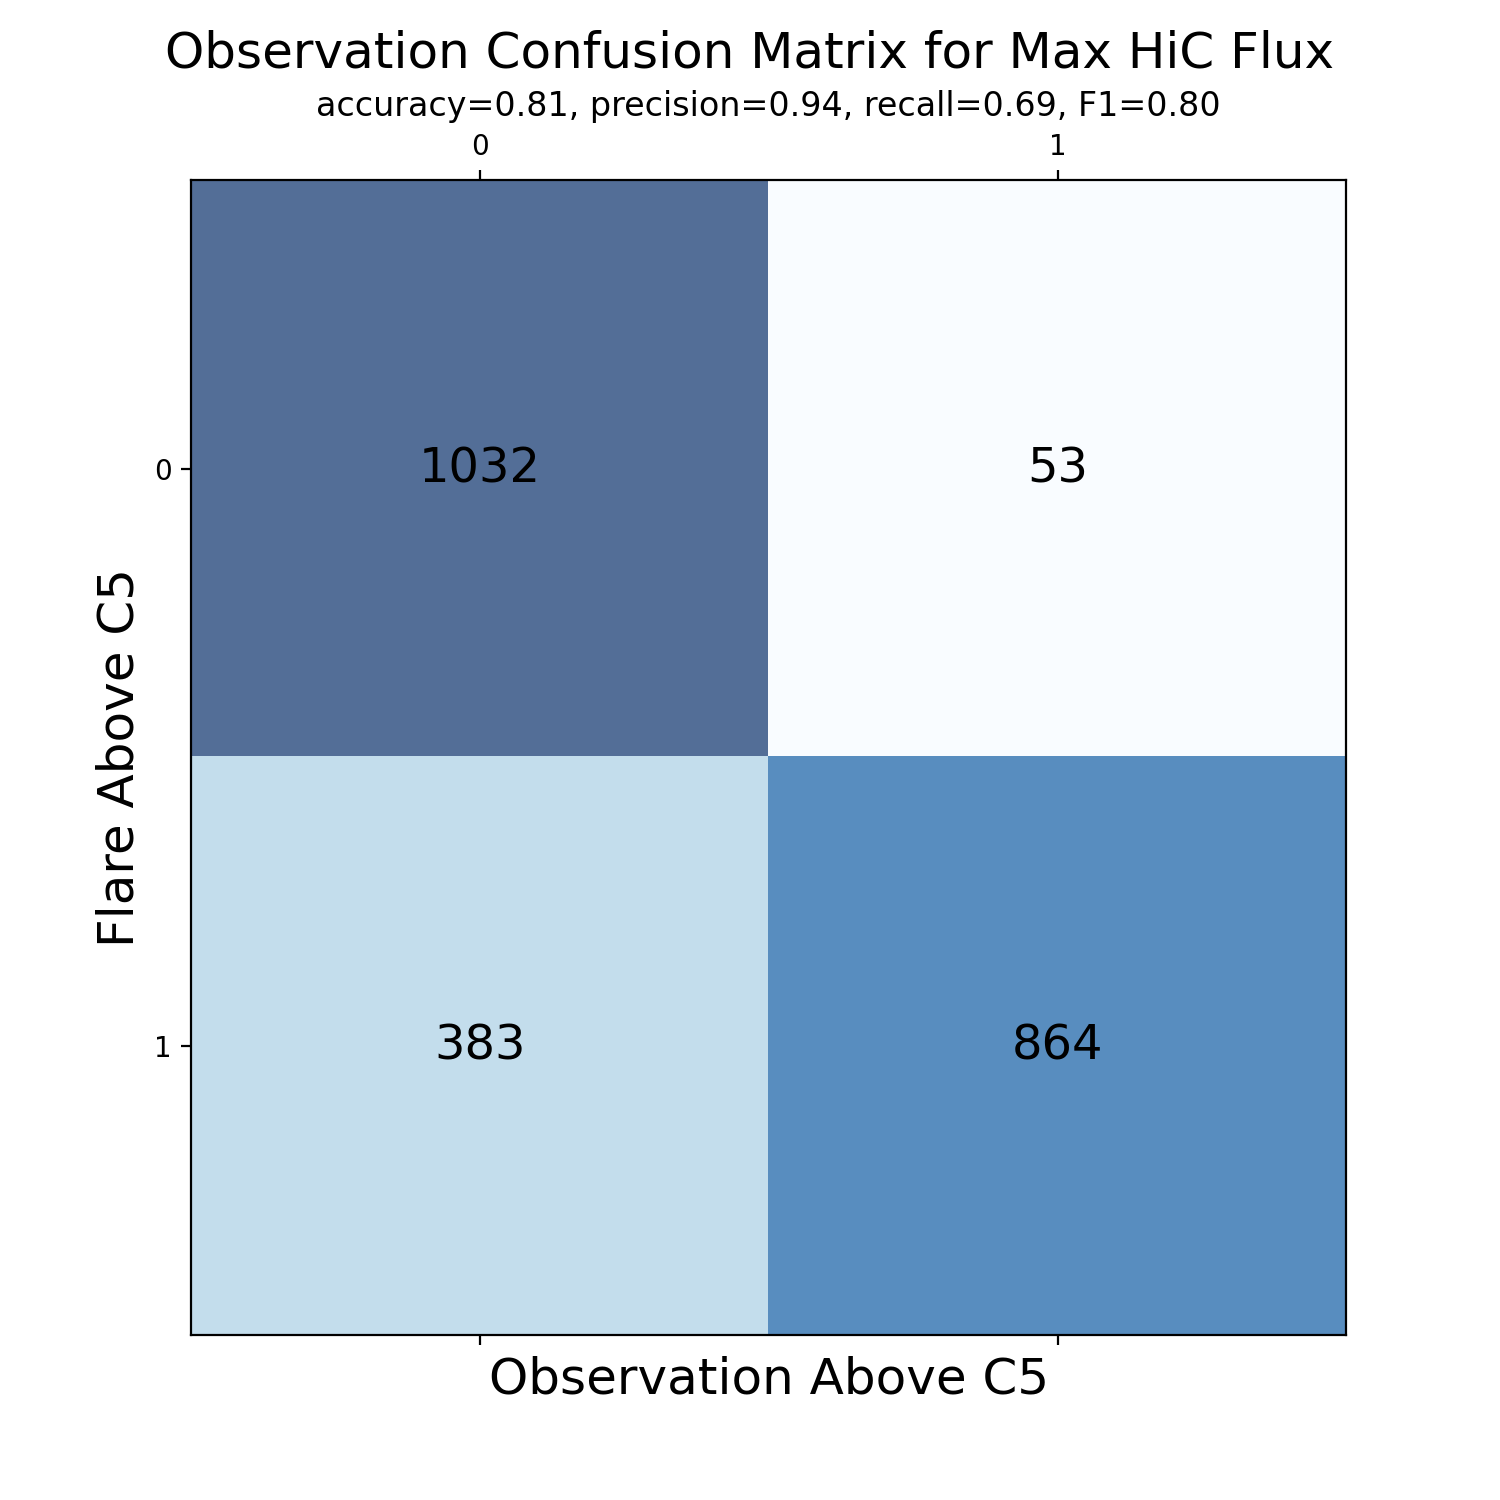 Observation Confusion Matrix for Max HiC Flux
accuracy=0.81, precision=0.94, recall=0.69, F1=0.80
0 1
0 1032 53
Flare Above C5
1 383 864
Observation Above C5